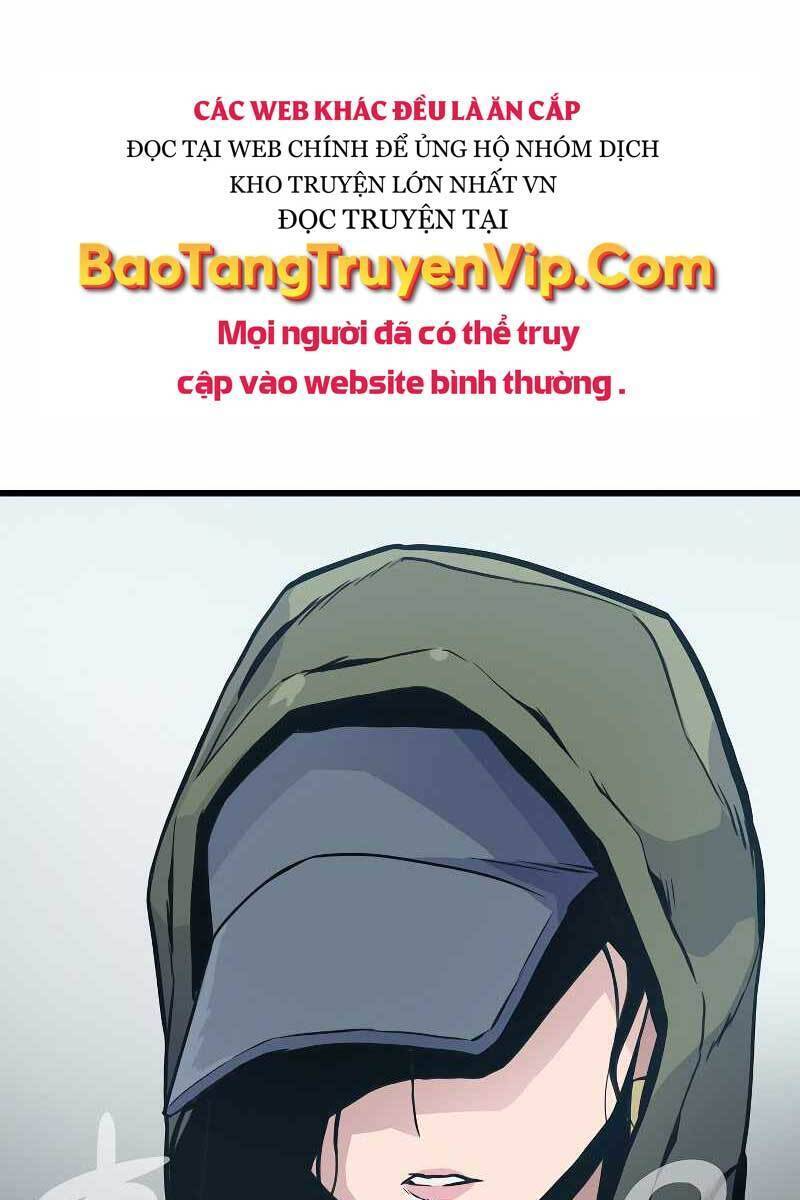 CÁC WEB KHÁC ĐỀU LÀ ĂN CẮP
ĐỌC TẠI WEB CHÍNH ĐỂ ỦNG HỘ NHÓM DỊCH
KHO TRUYỆN LỚN NHẤT VN
ĐỌC TRUYỆN TẠI
BaoTangTruyenVip.Com
Mọi người đã có thể truy
cập vào website bình thường .